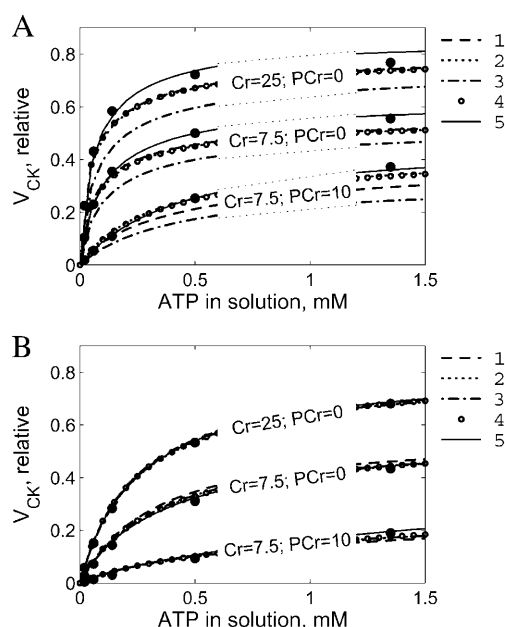 A
V_CK, relative
0.8
0.6
0.4
0.2
0
Cr=25; PCr=0
Cr=7.5; PCr=0
Cr=7.5; PCr=10
0 0.5 1 1.5
ATP in solution, mM
1
2
3
4
5
B
V_CK, relative
0.8
0.6
0.4
0.2
0
Cr=25; PCr=0
Cr=7.5; PCr=0
Cr=7.5; PCr=10
0 0.5 1 1.5
ATP in solution, mM
1
2
3
4
5